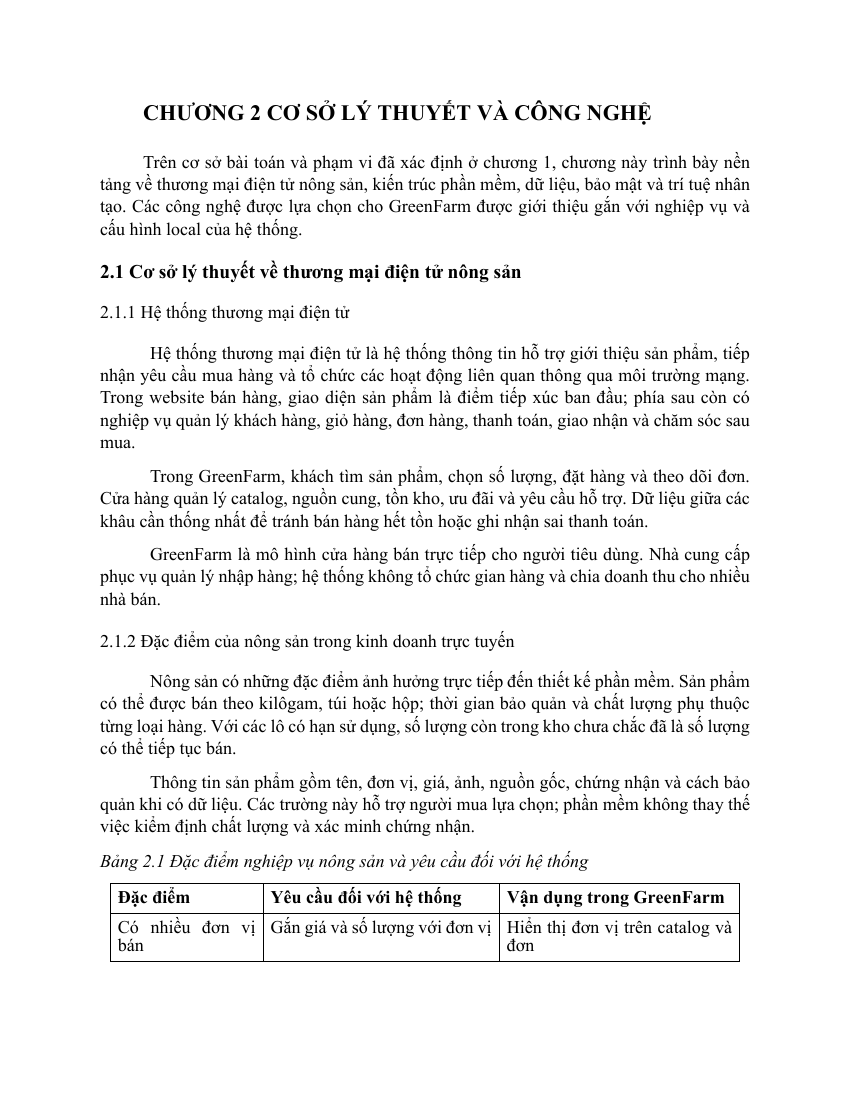 CHƯƠNG 2 CƠ SỞ LÝ THUYẾT VÀ CÔNG NGHỆ
Trên cơ sở bài toán và phạm vi đã xác định ở chương 1, chương này trình bày nền
tảng về thương mại điện tử nông sản, kiến trúc phần mềm, dữ liệu, bảo mật và trí tuệ nhân
tạo. Các công nghệ được lựa chọn cho GreenFarm được giới thiệu gắn với nghiệp vụ và
cấu hình local của hệ thống.
2.1 Cơ sở lý thuyết về thương mại điện tử nông sản
2.1.1 Hệ thống thương mại điện tử
Hệ thống thương mại điện tử là hệ thống thông tin hỗ trợ giới thiệu sản phẩm, tiếp
nhận yêu cầu mua hàng và tổ chức các hoạt động liên quan thông qua môi trường mạng.
Trong website bán hàng, giao diện sản phẩm là điểm tiếp xúc ban đầu; phía sau còn có
nghiệp vụ quản lý khách hàng, giỏ hàng, đơn hàng, thanh toán, giao nhận và chăm sóc sau
mua.
Trong GreenFarm, khách tìm sản phẩm, chọn số lượng, đặt hàng và theo dõi đơn.
Cửa hàng quản lý catalog, nguồn cung, tồn kho, ưu đãi và yêu cầu hỗ trợ. Dữ liệu giữa các
khâu cần thống nhất để tránh bán hàng hết tồn hoặc ghi nhận sai thanh toán.
GreenFarm là mô hình cửa hàng bán trực tiếp cho người tiêu dùng. Nhà cung cấp
phục vụ quản lý nhập hàng; hệ thống không tổ chức gian hàng và chia doanh thu cho nhiều
nhà bán.
2.1.2 Đặc điểm của nông sản trong kinh doanh trực tuyến
Nông sản có những đặc điểm ảnh hưởng trực tiếp đến thiết kế phần mềm. Sản phẩm
có thể được bán theo kilôgam, túi hoặc hộp; thời gian bảo quản và chất lượng phụ thuộc
từng loại hàng. Với các lô có hạn sử dụng, số lượng còn trong kho chưa chắc đã là số lượng
có thể tiếp tục bán.
Thông tin sản phẩm gồm tên, đơn vị, giá, ảnh, nguồn gốc, chứng nhận và cách bảo
quản khi có dữ liệu. Các trường này hỗ trợ người mua lựa chọn; phần mềm không thay thế
việc kiểm định chất lượng và xác minh chứng nhận.
Bảng 2.1 Đặc điểm nghiệp vụ nông sản và yêu cầu đối với hệ thống
Đặc điểm Yêu cầu đối với hệ thống Vận dụng trong GreenFarm
Có nhiều đơn vị Gắn giá và số lượng với đơn vị Hiển thị đơn vị trên catalog và
bán đơn